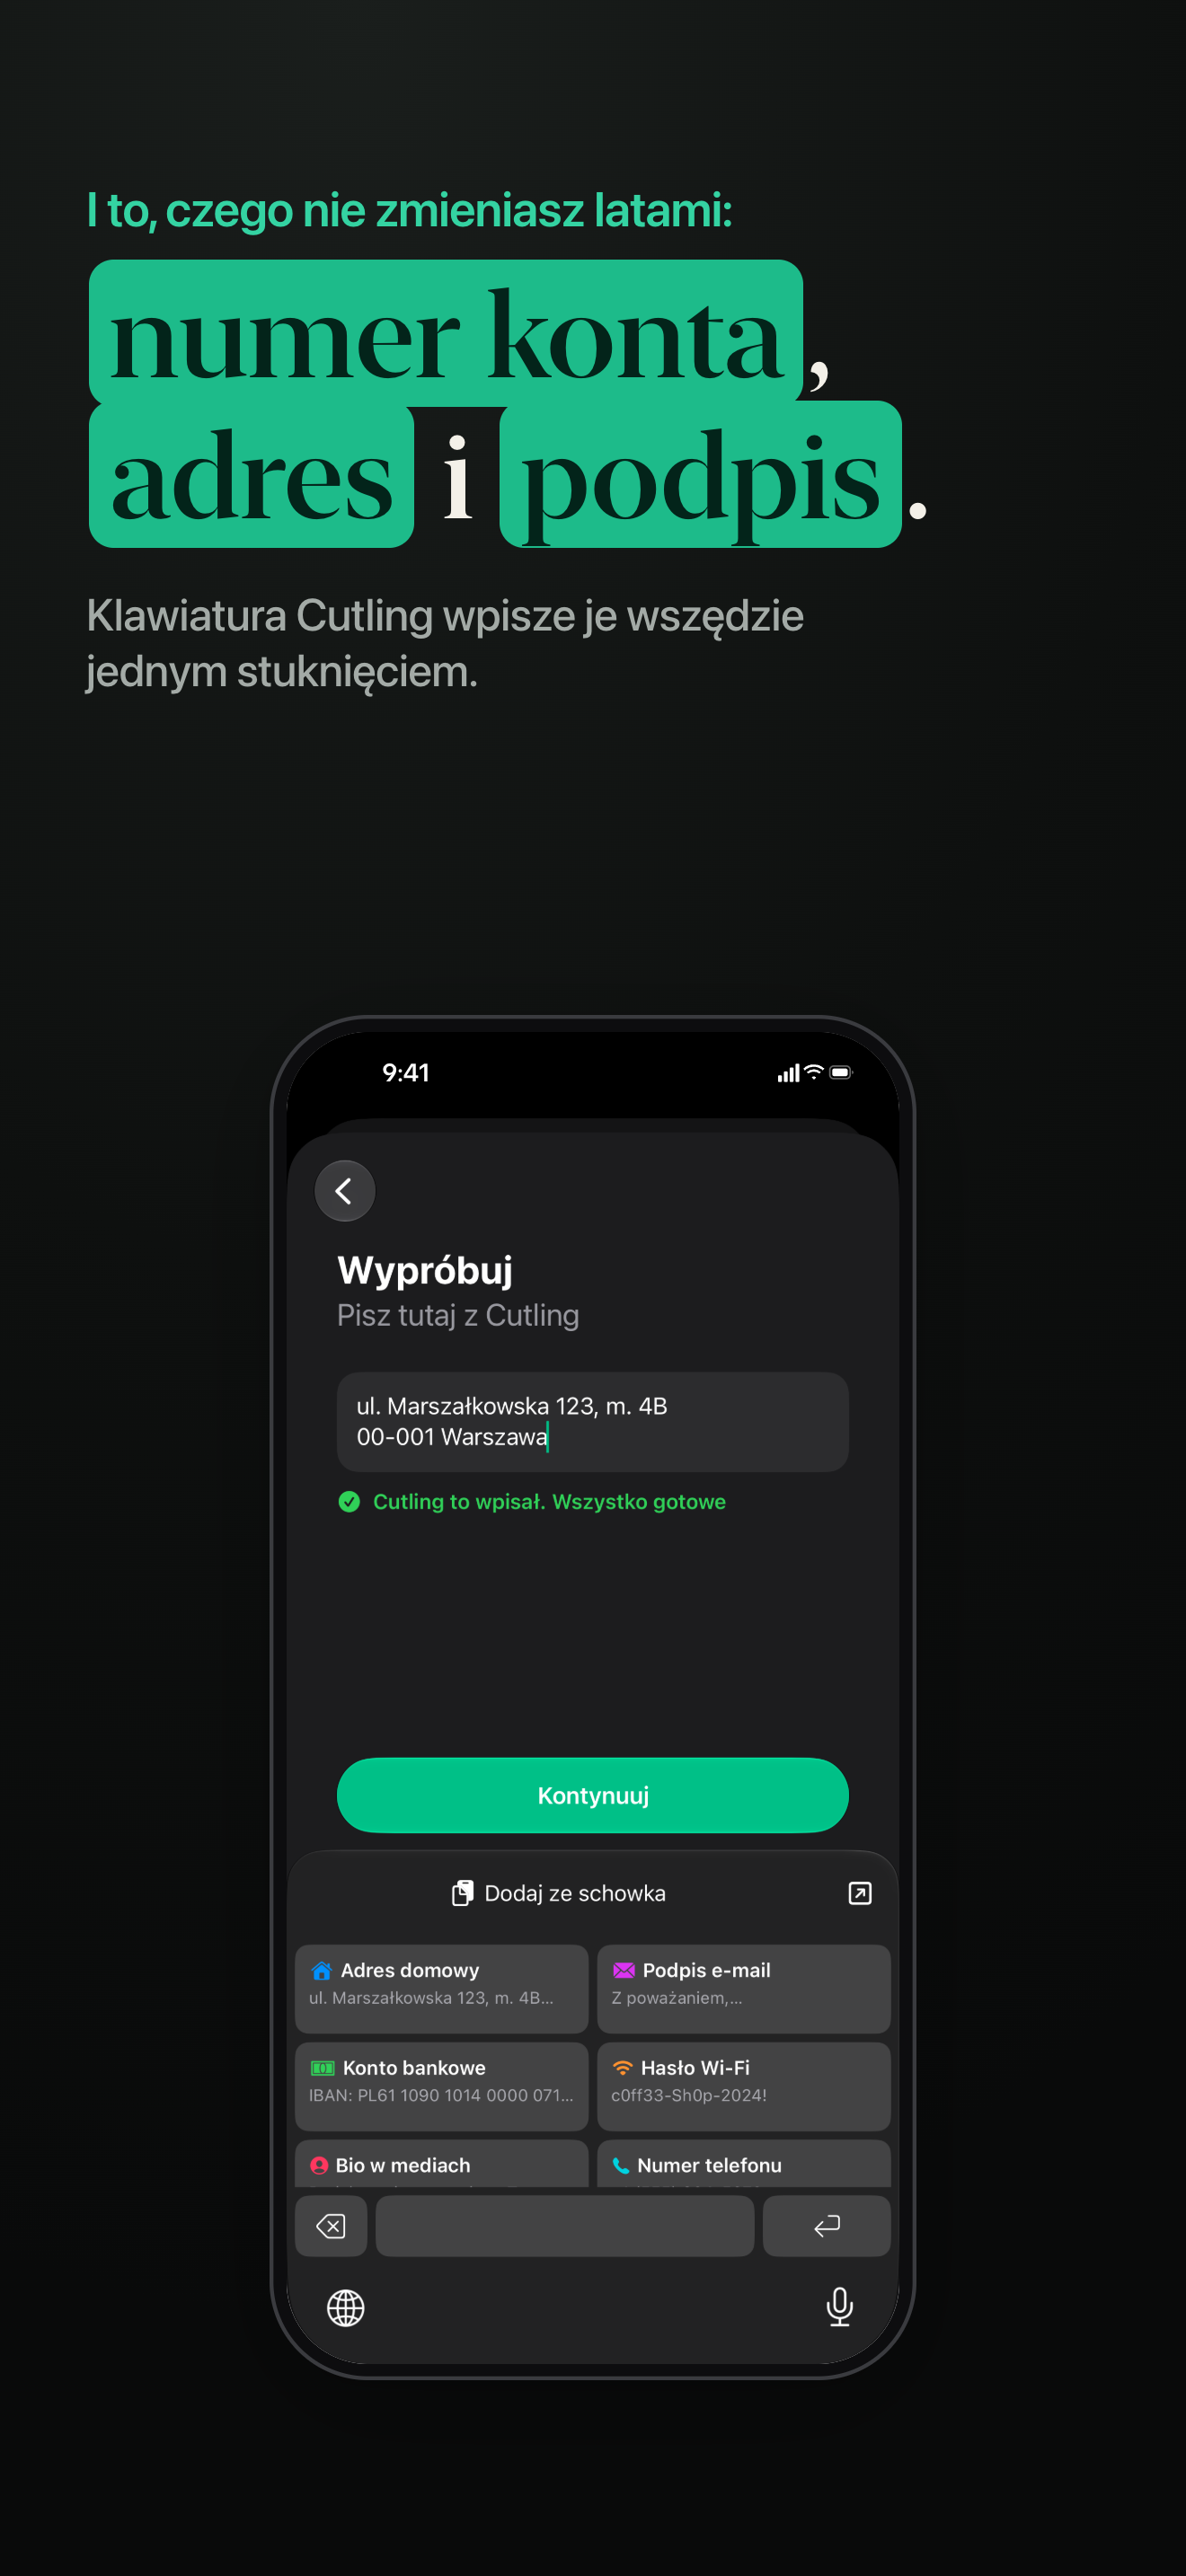 I to, czego nie zmieniasz latami:
numer konta,
adres i podpis.
Klawiatura Cutling wpisze je wszędzie
jednym stuknięciem.
9:41
Wypróbuj
Pisz tutaj z Cutling
ul. Marszałkowska 123, m. 4B
00-001 Warszawa
Cutling to wpisał. Wszystko gotowe
Kontynuuj
Dodaj ze schowka
Adres domowy
ul. Marszałkowska 123, m. 4B...
Podpis e-mail
Z poważaniem,...
Konto bankowe
IBAN: PL61 1090 1014 0000 071...
Hasło Wi-Fi
c0ff33-Sh0p-2024!
Bio w mediach
Numer telefonu